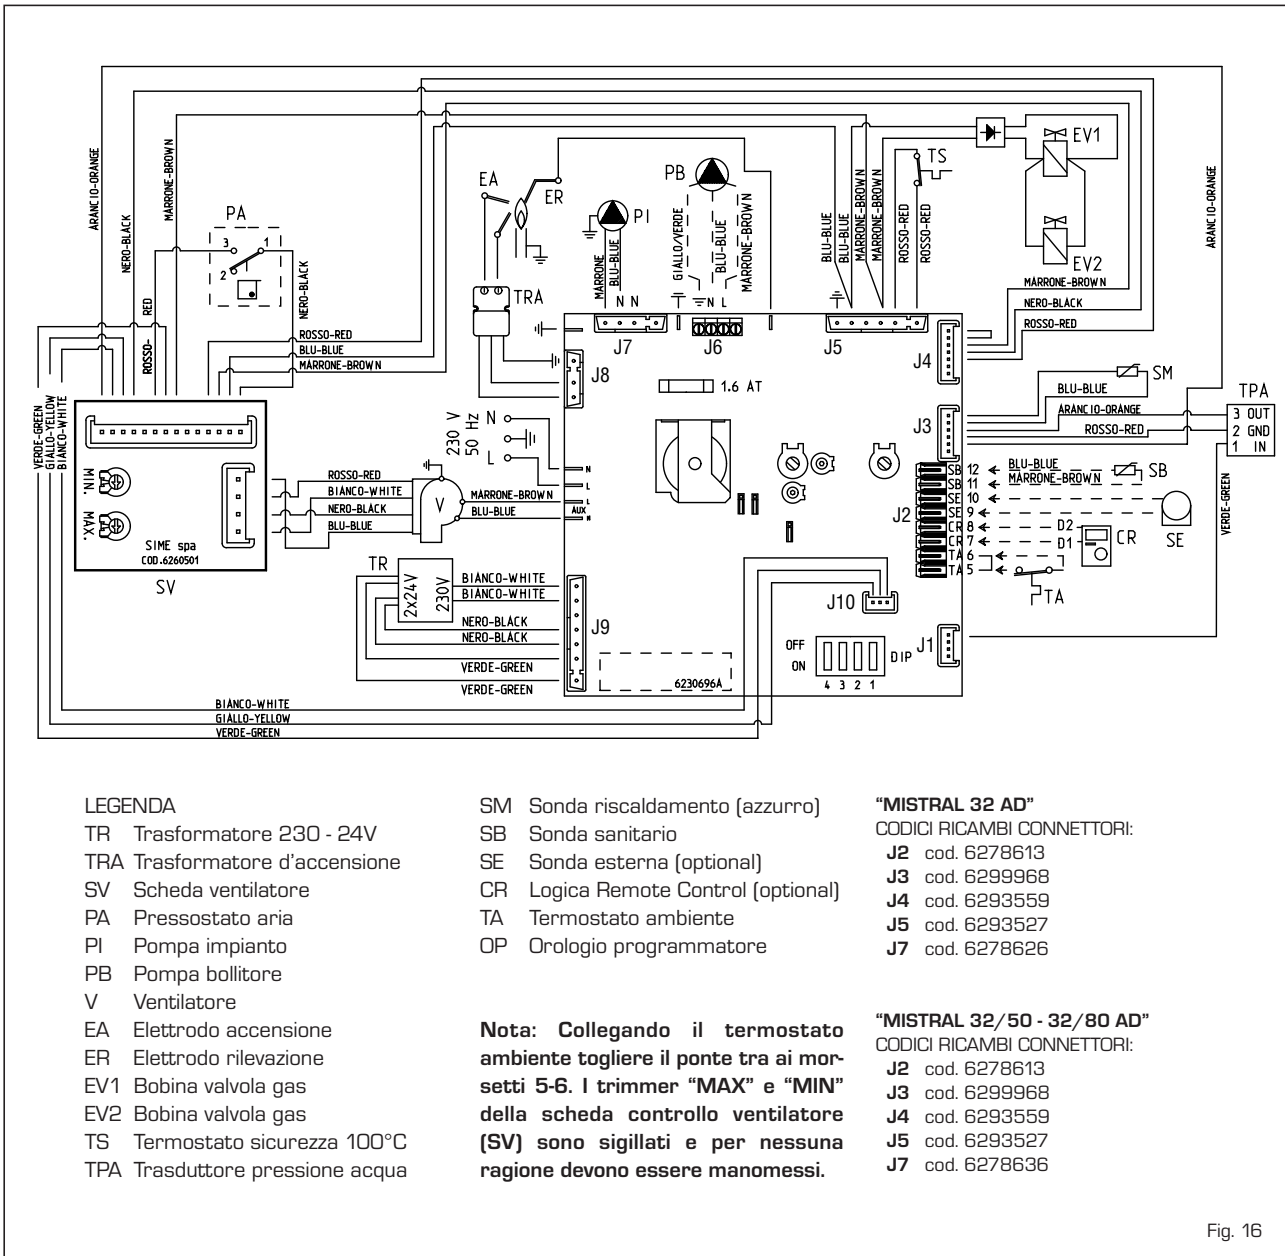 ARANCIO-ORANGE
NERO-BLACK
MARRONE-BROWN
PA
3
1
2
ROSSO-
RED
NERO-BLACK
ROSSO-RED
BLU-BLUE
MARRONE-BROWN
VERDE-GREEN
GIALLO-YELLOW
BIANCO-WHITE
MIN.
MAX.
SIME spa
COD.6260501
SV
EA
ER
TRA
PI
MARRONE
BLU-BLUE
N N
J7
PB
GIALLO/VERDE
BLU-BLUE
MARRONE-BROWN
N L
J6
BLU-BLUE
BLU-BLUE
MARRONE-BROWN
MARRONE-BROWN
ROSSO-RED
ROSSO-RED
J5
TS
EV1
EV2
ARANCIO-ORANGE
MARRONE-BROWN
NERO-BLACK
ROSSO-RED
J4
J8
1.6 AT
SM
BLU-BLUE
ARANCIO-ORANGE
ROSSO-RED
J3
TPA
3 OUT
2 GND
1 IN
VERDE-GREEN
230 V
50 Hz
N
L
N
L
L
AUX
N
ROSSO-RED
BIANCO-WHITE
NERO-BLACK
BLU-BLUE
V
MARRONE-BROWN
BLU-BLUE
J2
SB 12
SB 11
SE 10
SE 9
CR 8
CR 7
TA 6
TA 5
BLU-BLUE
MARRONE-BROWN
SB
D2
D1
CR
SE
TA
TR
2x24V
230V
BIANCO-WHITE
BIANCO-WHITE
NERO-BLACK
NERO-BLACK
VERDE-GREEN
VERDE-GREEN
J9
J10
J1
OFF
ON
DIP
4 3 2 1
6230696A
BIANCO-WHITE
GIALLO-YELLOW
VERDE-GREEN
LEGENDA
TR Trasformatore 230 - 24V
TRA Trasformatore d'accensione
SV Scheda ventilatore
PA Pressostato aria
PI Pompa impianto
PB Pompa bollitore
V Ventilatore
EA Elettrodo accensione
ER Elettrodo rilevazione
EV1 Bobina valvola gas
EV2 Bobina valvola gas
TS Termostato sicurezza 100°C
TPA Trasduttore pressione acqua
SM Sonda riscaldamento (azzurro)
SB Sonda sanitario
SE Sonda esterna (optional)
CR Logica Remote Control (optional)
TA Termostato ambiente
OP Orologio programmatore
Nota: Collegando il termostato
ambiente togliere il ponte tra ai mor-
setti 5-6. I trimmer “MAX” e “MIN”
della scheda controllo ventilatore
(SV) sono sigillati e per nessuna
ragione devono essere manomessi.
“MISTRAL 32 AD”
CODICI RICAMBI CONNETTORI:
J2 cod. 6278613
J3 cod. 6299968
J4 cod. 6293559
J5 cod. 6293527
J7 cod. 6278626
“MISTRAL 32/50 - 32/80 AD”
CODICI RICAMBI CONNETTORI:
J2 cod. 6278613
J3 cod. 6299968
J4 cod. 6293559
J5 cod. 6293527
J7 cod. 6278636
Fig. 16